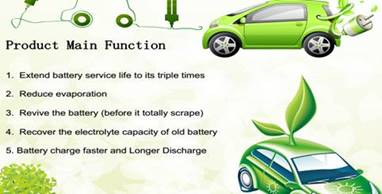 Product Main Function
1. Extend battery service life to its triple times
2. Reduce evaporation
3. Revive the battery (before it totally scrape)
4. Recover the electrolyte capacity of old battery
5. Battery charge faster and Longer Discharge